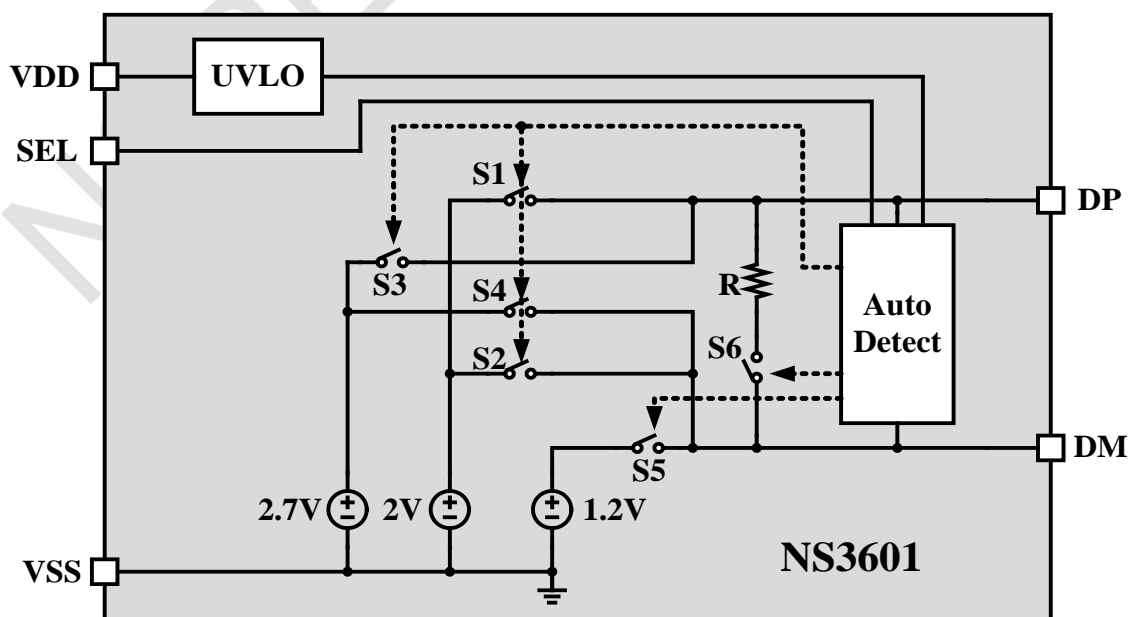 VDD
UVLO
SEL
S1
DP
S3
S4
R
Auto
Detect
S6
S2
S5
DM
2.7V
2V
1.2V
VSS
NS3601